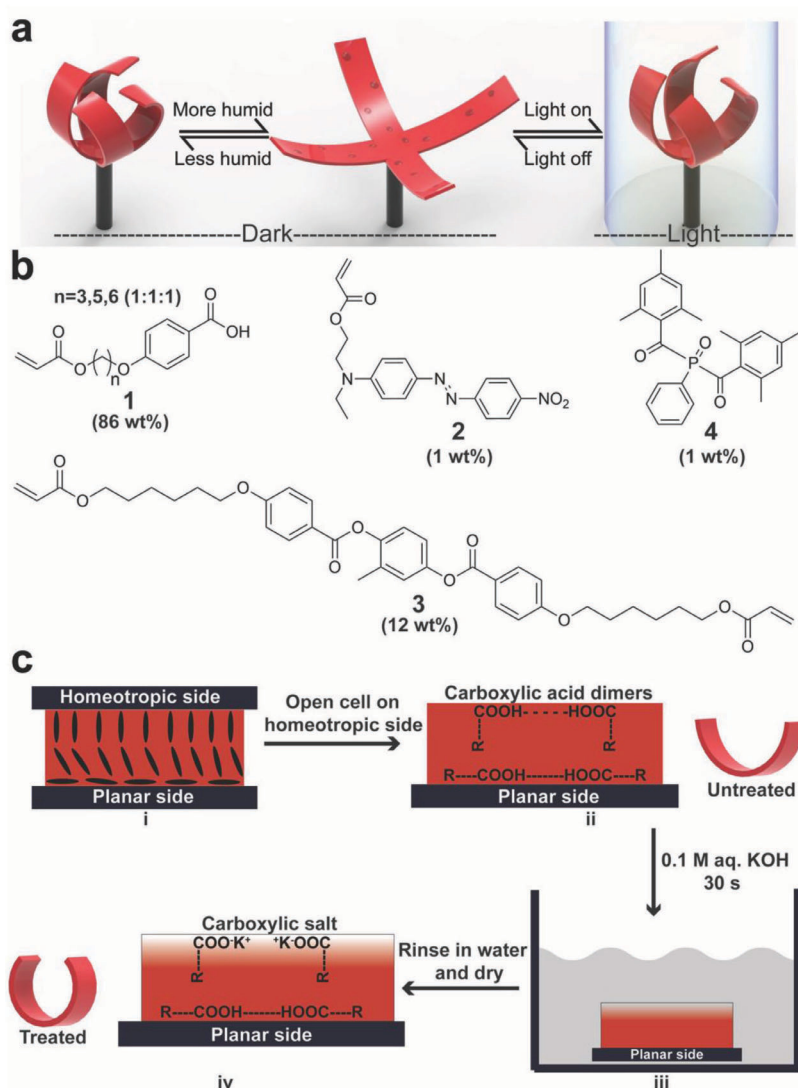 a
More humid
Less humid
Light on
Light off
Dark
Light
b
n=3,5,6 (1:1:1)
O
O
n
O
O
OH
1
(86 wt%)
O
O
N
N
N
NO2
2
(1 wt%)
O
O
P
O
4
(1 wt%)
O
O
O
O
O
O
O
O
O
O
3
(12 wt%)
c
Homeotropic side
Planar side
i
Open cell on
homeotropic side
Carboxylic acid dimers
COOH-----HOOC
R R
R----COOH-------HOOC----R
Planar side
ii
Untreated
0.1 M aq. KOH
30 s
Planar side
iii
Rinse in water
and dry
Carboxylic salt
COO-K+ +K-OOC
R R
R----COOH-------HOOC----R
Planar side
iv
Treated